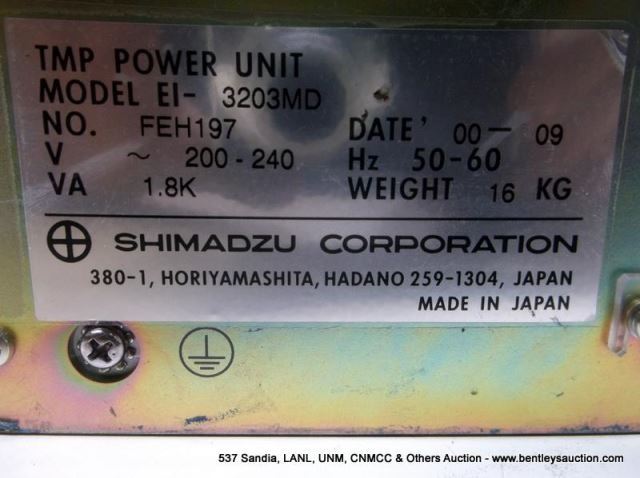 TMP POWER UNIT
MODEL EI- 3203MD
NO. FEH197 DATE' 00-09
V ~ 200-240 Hz 50-60
VA 1.8K WEIGHT 16 KG
SHIMADZU CORPORATION
380-1, HORIYAMASHITA, HADANO 259-1304, JAPAN
MADE IN JAPAN
537 Sandia, LANL, UNM, CNMCC & Others Auction - www.bentleysauction.com